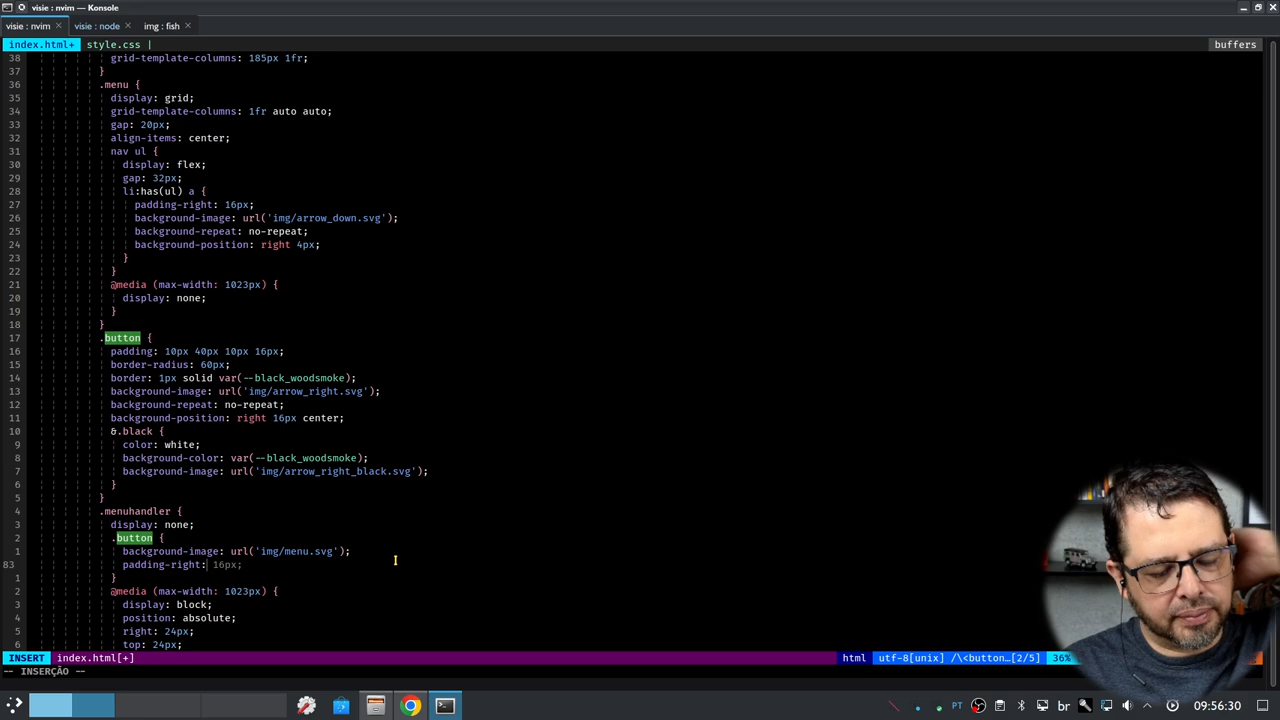 visie : nvim — Konsole
visie : nvim
visie : node
img : fish
index.html+ style.css |
buffers
38 grid-template-columns: 185px 1fr;
37 }
36 .menu {
35 display: grid;
34 grid-template-columns: 1fr auto auto;
33 gap: 20px;
32 align-items: center;
31 nav ul {
30 display: flex;
29 gap: 32px;
28 li:has(ul) a {
27 padding-right: 16px;
26 background-image: url('img/arrow_down.svg');
25 background-repeat: no-repeat;
24 background-position: right 4px;
23 }
22 }
21 @media (max-width: 1023px) {
20 display: none;
19 }
18 }
17 .button {
16 padding: 10px 40px 10px 16px;
15 border-radius: 60px;
14 border: 1px solid var(--black_woodsmoke);
13 background-image: url('img/arrow_right.svg');
12 background-repeat: no-repeat;
11 background-position: right 16px center;
10 &.black {
9 color: white;
8 background-color: var(--black_woodsmoke);
7 background-image: url('img/arrow_right_black.svg');
6 }
5 }
4 .menuhandler {
3 display: none;
2 .button {
1 background-image: url('img/menu.svg');
83 padding-right: 16px;
1 }
2 @media (max-width: 1023px) {
3 display: block;
4 position: absolute;
5 right: 24px;
6 top: 24px;
INSERT index.html[+] html utf-8[unix] /\<button…[2/5] 36%
-- INSERÇÃO --
PT br 09:56:30